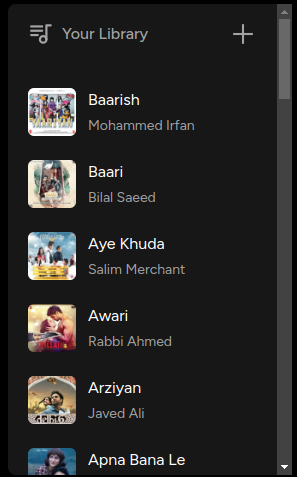 Your Library
Baarish
Mohammed Irfan
Baari
Bilal Saeed
Aye Khuda
Salim Merchant
Awari
Rabbi Ahmed
Arziyan
Javed Ali
Apna Bana Le